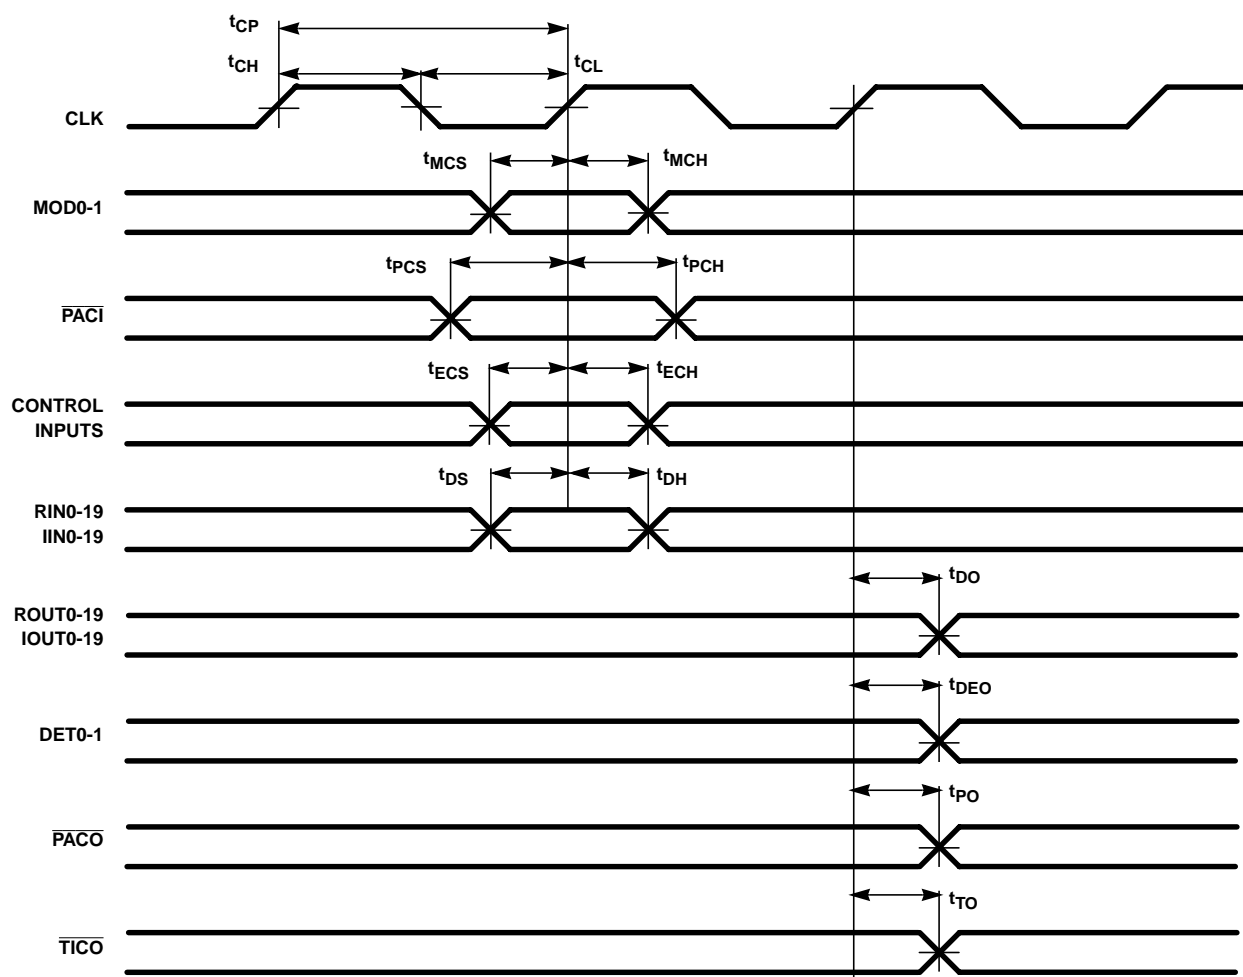 tCP
tCH
tCL
CLK
tMCS
tMCH
MOD0-1
tPCS
tPCH
PACI
tECS
tECH
CONTROL
INPUTS
tDS
tDH
RIN0-19
IIN0-19
tDO
ROUT0-19
IOUT0-19
tDEO
DET0-1
tPO
PACO
tTO
TICO